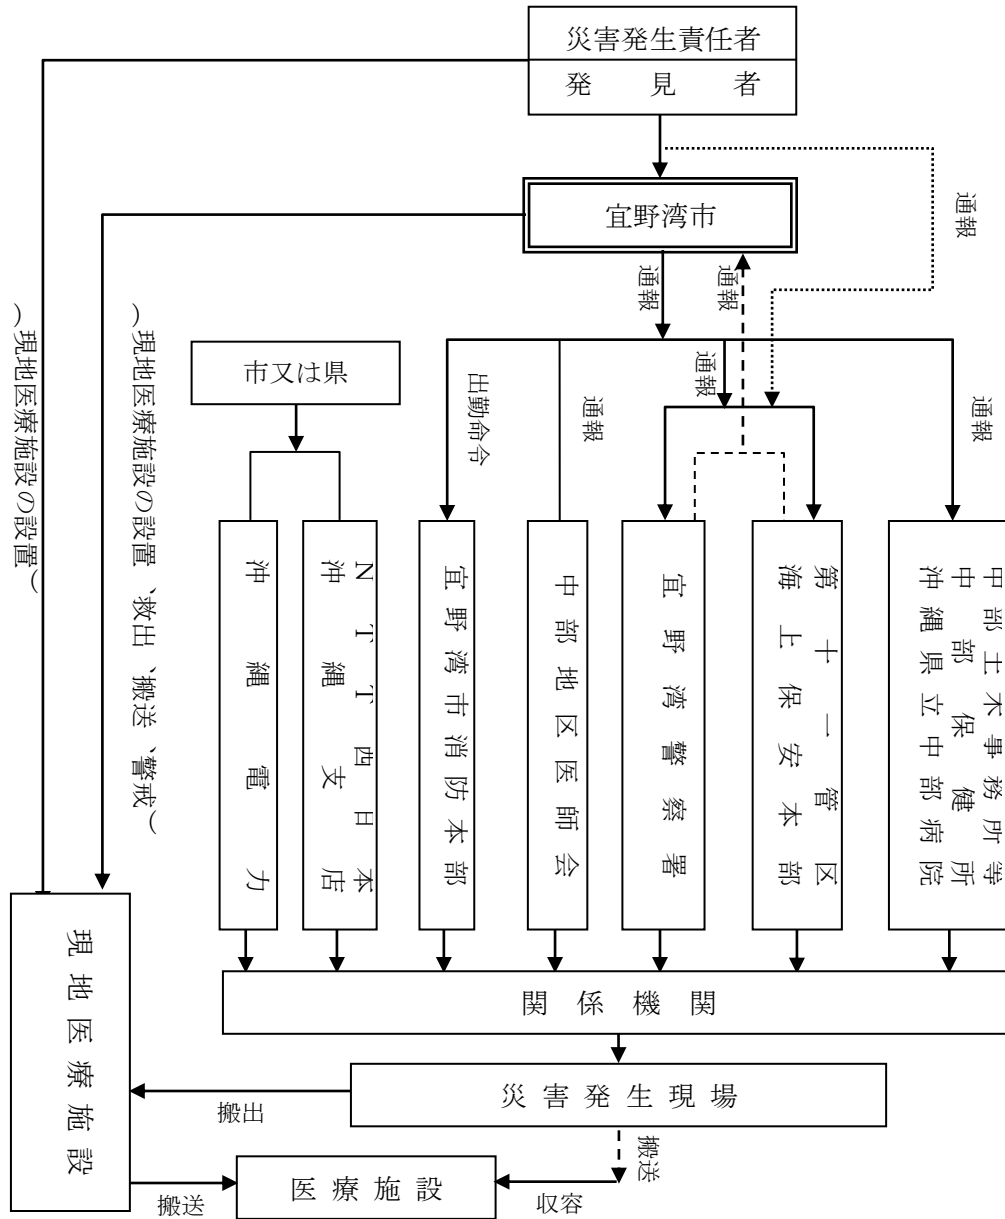 災害発生責任者
発見者
通報
宜野湾市
通報
通報
（現地医療施設の設置）
（現地医療施設の設置、救出、搬送、警戒）
市又は県
出勤命令
通報
通報
通報
沖縄電力
NTT西日本
沖縄支店
宜野湾市消防本部
中部地区医師会
宜野湾警察署
第十一管区
海上保安本部
中部土木事務所等
中部保健所
沖縄県立中部病院
関係機関
災害発生現場
搬出
現地医療施設
搬送
搬送
収容
医療施設